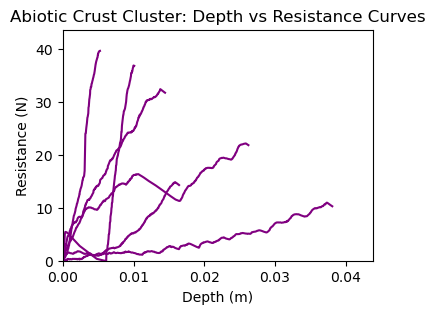 Abiotic Crust Cluster: Depth vs Resistance Curves
40
30
20
10
0
Resistance (N)
0.00 0.01 0.02 0.03 0.04
Depth (m)